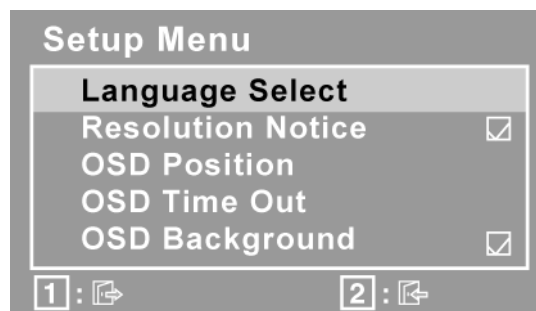 Setup Menu
Language Select
Resolution Notice
OSD Position
OSD Time Out
OSD Background
1: 2: